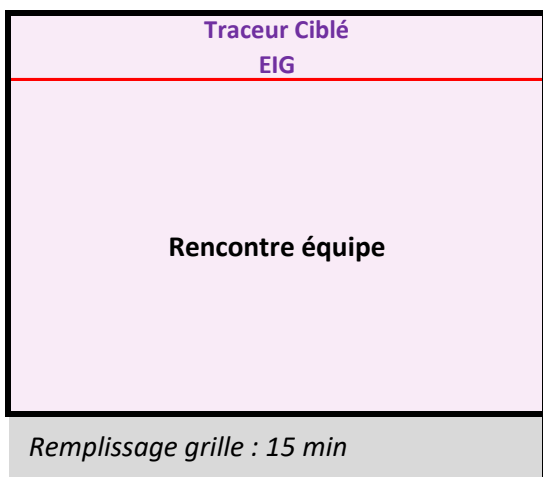 Traceur Ciblé
EIG
Rencontre équipe
Remplissage grille : 15 min